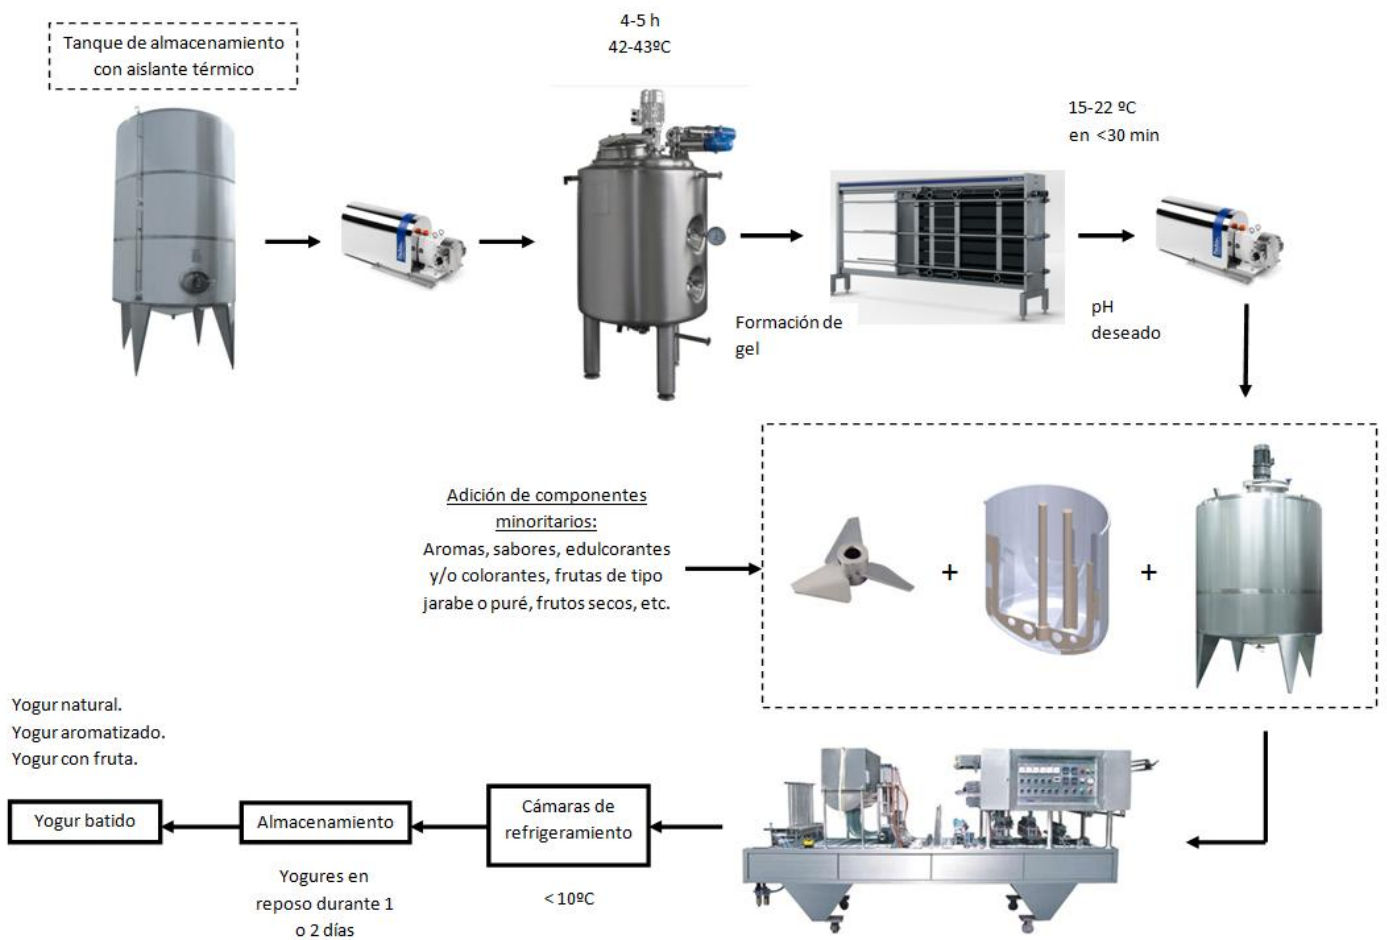 Tanque de almacenamiento
con aislante térmico
4-5 h
42-43ºC
15-22 ºC
en <30 min
Formación de
gel
pH
deseado
Adición de componentes
minoritarios:
Aromas, sabores, edulcorantes
y/o colorantes, frutas de tipo
jarabe o puré, frutos secos, etc.
+
+
Yogur natural.
Yogur aromatizado.
Yogur con fruta.
Yogur batido
Almacenamiento
Cámaras de
refrigeramiento
Yogures en
reposo durante 1
o 2 días
< 10ºC